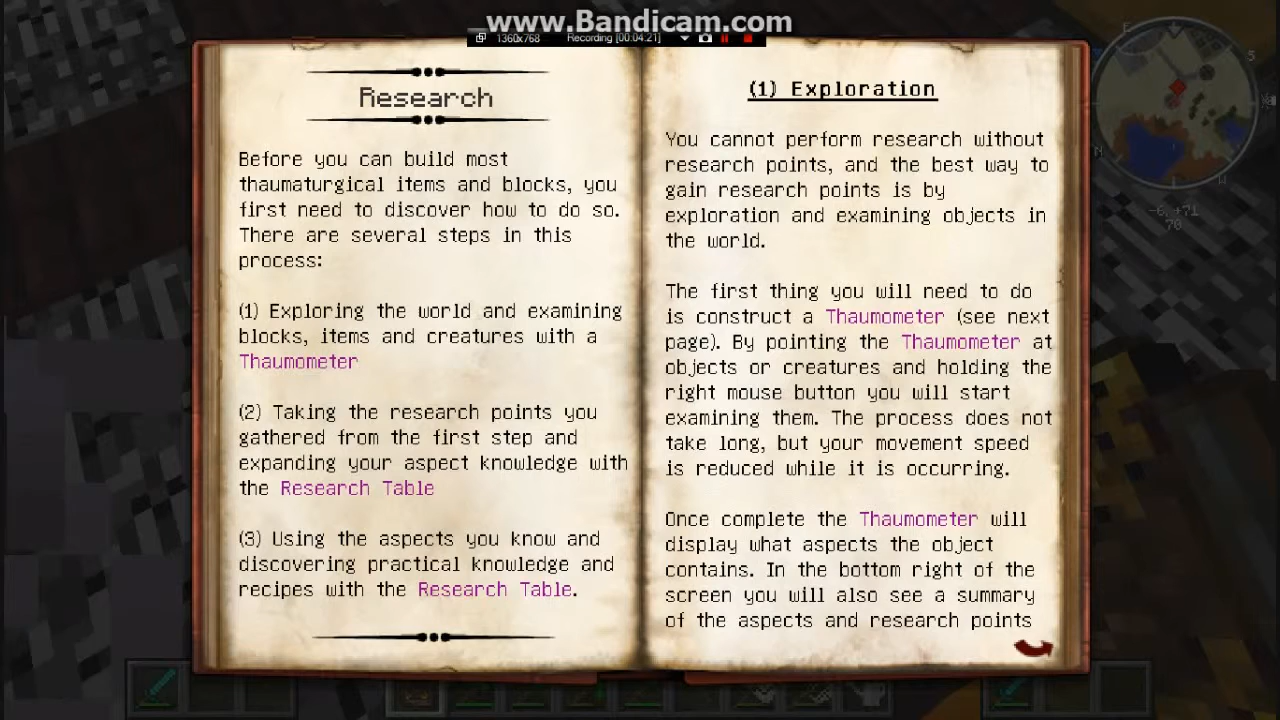 www.Bandicam.com
1360x768 Recording [00:04:21]
Research
Before you can build most
thaumaturgical items and blocks, you
first need to discover how to do so.
There are several steps in this
process:
(1) Exploring the world and examining
blocks, items and creatures with a
Thaumometer
(2) Taking the research points you
gathered from the first step and
expanding your aspect knowledge with
the Research Table
(3) Using the aspects you know and
discovering practical knowledge and
recipes with the Research Table.
(1) Exploration
You cannot perform research without
research points, and the best way to
gain research points is by
exploration and examining objects in
the world.
The first thing you will need to do
is construct a Thaumometer (see next
page). By pointing the Thaumometer at
objects or creatures and holding the
right mouse button you will start
examining them. The process does not
take long, but your movement speed
is reduced while it is occurring.
Once complete the Thaumometer will
display what aspects the object
contains. In the bottom right of the
screen you will also see a summary
of the aspects and research points
E
S
N
W
-6, +71
70